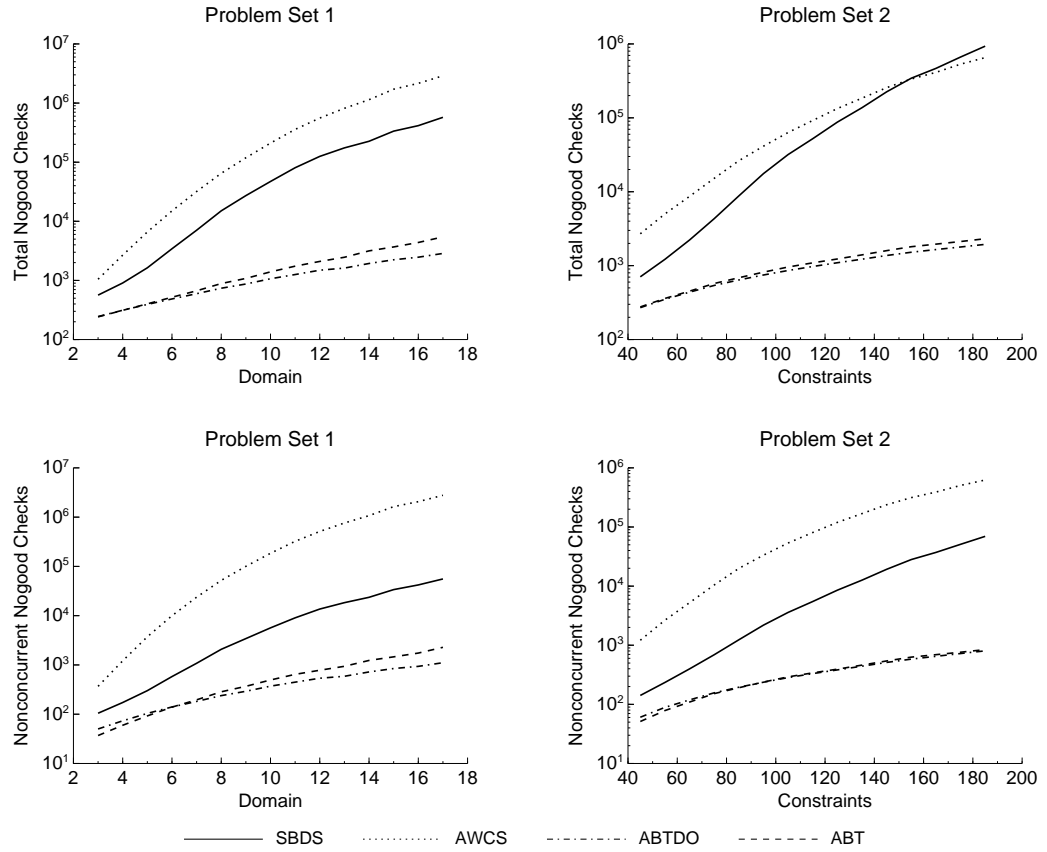 Problem Set 1
Total Nogood Checks
10^7
10^6
10^5
10^4
10^3
10^2
2 4 6 8 10 12 14 16 18
Domain
Problem Set 2
Total Nogood Checks
10^6
10^5
10^4
10^3
10^2
40 60 80 100 120 140 160 180 200
Constraints
Problem Set 1
Nonconcurrent Nogood Checks
10^7
10^6
10^5
10^4
10^3
10^2
10^1
2 4 6 8 10 12 14 16 18
Domain
Problem Set 2
Nonconcurrent Nogood Checks
10^6
10^5
10^4
10^3
10^2
10^1
40 60 80 100 120 140 160 180 200
Constraints
SBDS AWCS ABTDO ABT